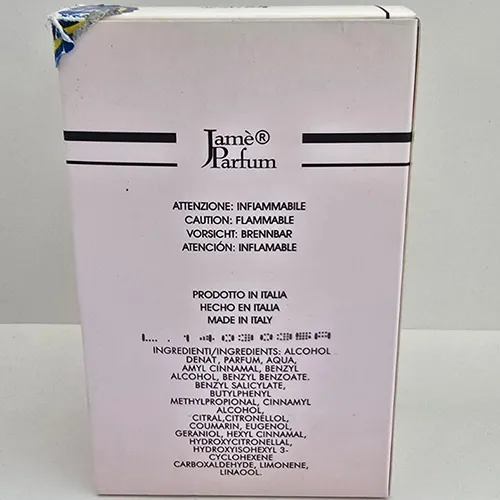 Jamè®
Parfum
ATTENZIONE: INFIAMMABILE
CAUTION: FLAMMABLE
VORSICHT: BRENNBAR
ATENCIÓN: INFLAMABLE
PRODOTTO IN ITALIA
HECHO EN ITALIA
MADE IN ITALY
INGREDIENTI/INGREDIENTS: ALCOHOL
DENAT, PARFUM, AQUA,
AMYL CINNAMAL, BENZYL
ALCOHOL, BENZYL BENZOATE,
BENZYL SALICYLATE,
BUTYLPHENYL
METHYLPROPIONAL, CINNAMYL
ALCOHOL,
CITRAL,CITRONELLOL,
COUMARIN, EUGENOL,
GERANIOL, HEXYL CINNAMAL,
HYDROXYCITRONELLAL,
HYDROXYISOHEXYL 3-
CYCLOHEXENE
CARBOXALDEHYDE, LIMONENE,
LINAOOL.